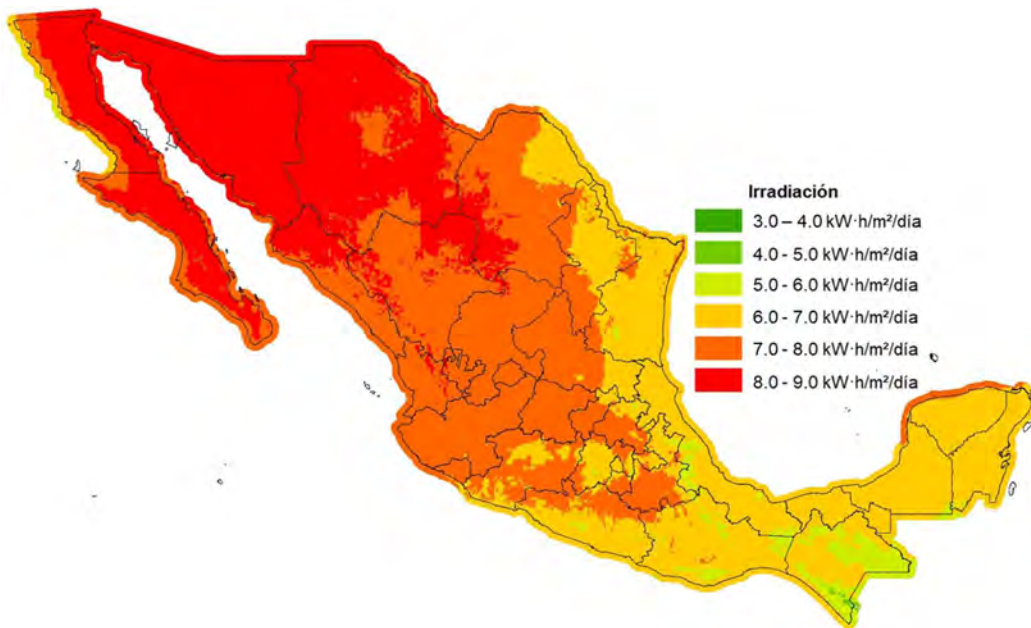 Irradiación
3.0 – 4.0 kW·h/m²/día
4.0 - 5.0 kW·h/m²/día
5.0 - 6.0 kW·h/m²/día
6.0 - 7.0 kW·h/m²/día
7.0 - 8.0 kW·h/m²/día
8.0 - 9.0 kW·h/m²/día